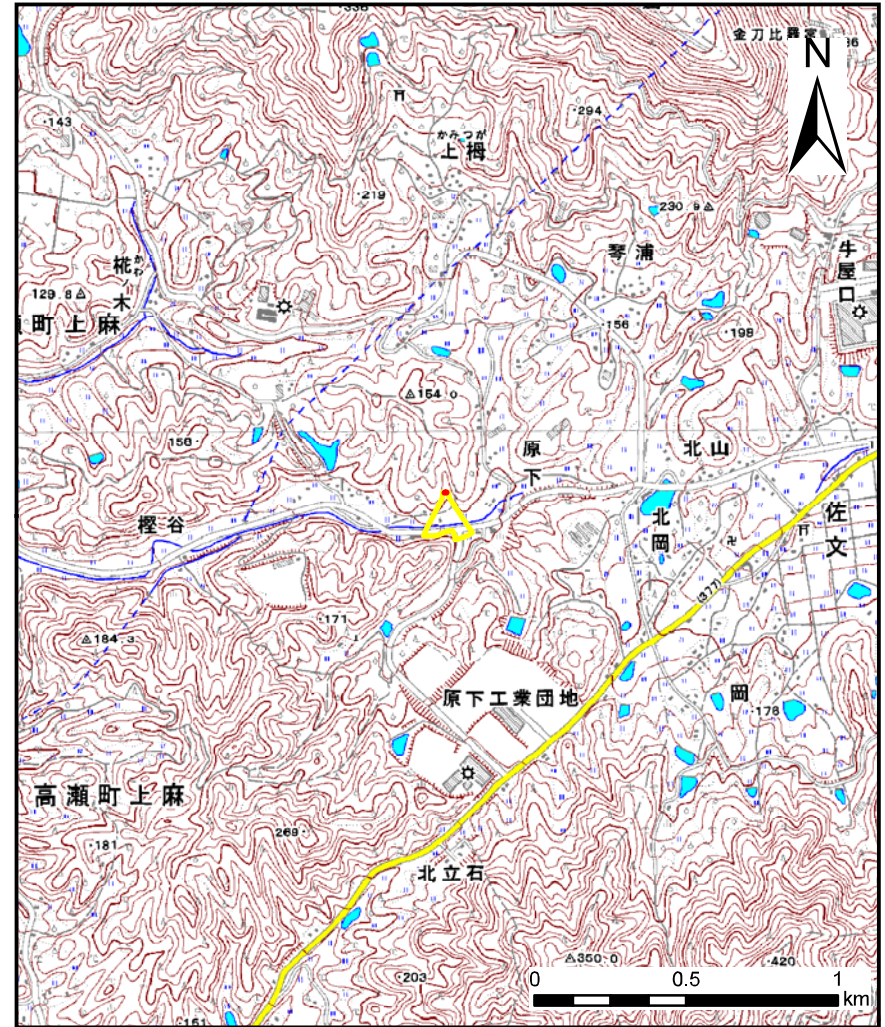 金刀比羅宮
N
294
143
かみつが
上栂
219
230.9
琴浦
牛屋口
かわ
椛ノ木
129.8
町上麻
156
198
154.0
原下
北山
158
樫谷
北岡
佐文
(377)
171
184.3
原下工業団地
岡
178
高瀬町上麻
269
181
北立石
350.0
420
203
151
0 0.5 1
km